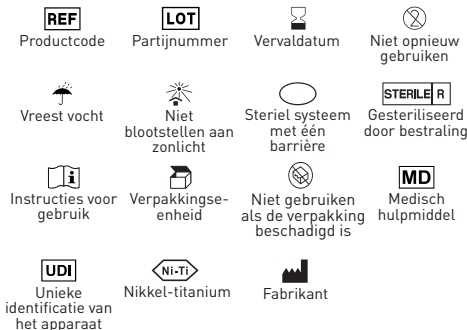 REF
LOT
2
Productcode
Partijnummer
Vervaldatum
Niet opnieuw
gebruiken
STERILE R
Vreest vocht
Niet
blootstellen aan
zonlicht
Steriel systeem
met één
barrière
Gesteriliseerd
door bestraling
i
MD
Instructies voor
gebruik
Verpakkingse-
enheid
Niet gebruiken
als de verpakking
beschadigd is
Medisch
hulpmiddel
UDI
Ni-Ti
Unieke
identificatie van
het apparaat
Nikkel-titanium
Fabrikant